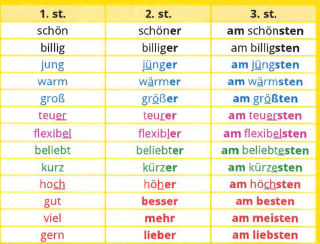 1. st. 2. st. 3. st.
schön schöner am schönsten
billig billiger am billigsten
jung jünger am jüngsten
warm wärmer am wärmsten
groß größer am größten
teuer teurer am teuersten
flexibel flexibler am flexibelsten
beliebt beliebter am beliebtesten
kurz kürzer am kürzesten
hoch höher am höchsten
gut besser am besten
viel mehr am meisten
gern lieber am liebsten